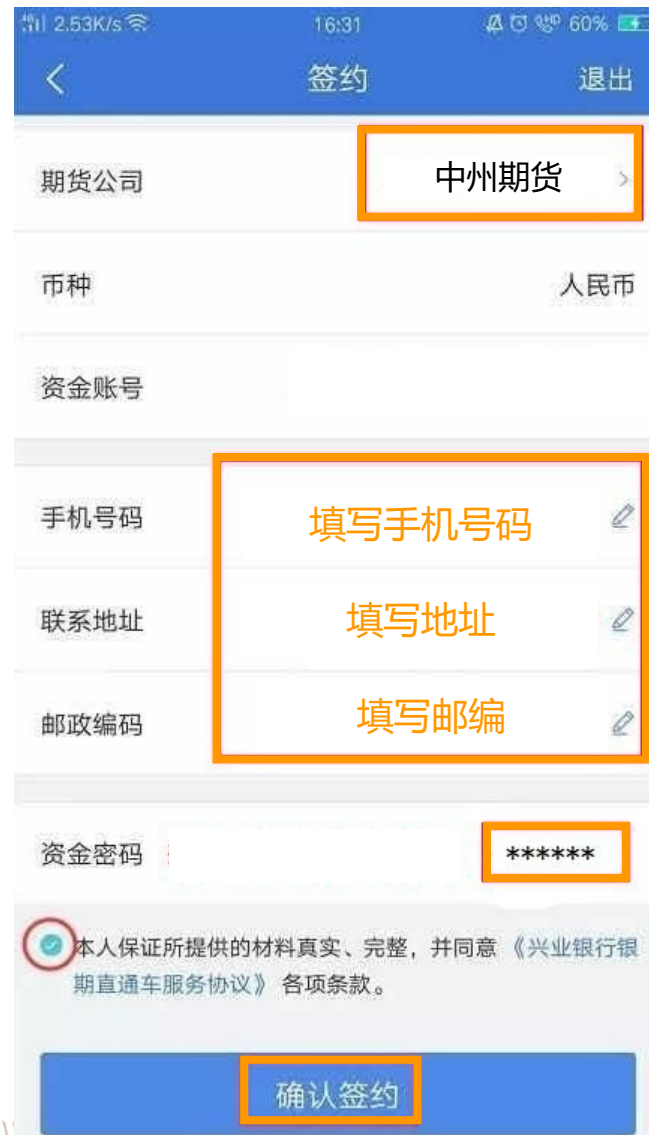 2.53K/s 16:31 60%
签约 退出
期货公司 中州期货
币种 人民币
资金账号
手机号码 填写手机号码
联系地址 填写地址
邮政编码 填写邮编
资金密码 ******
本人保证所提供的材料真实、完整，并同意《兴业银行银
期直通车服务协议》各项条款。
确认签约